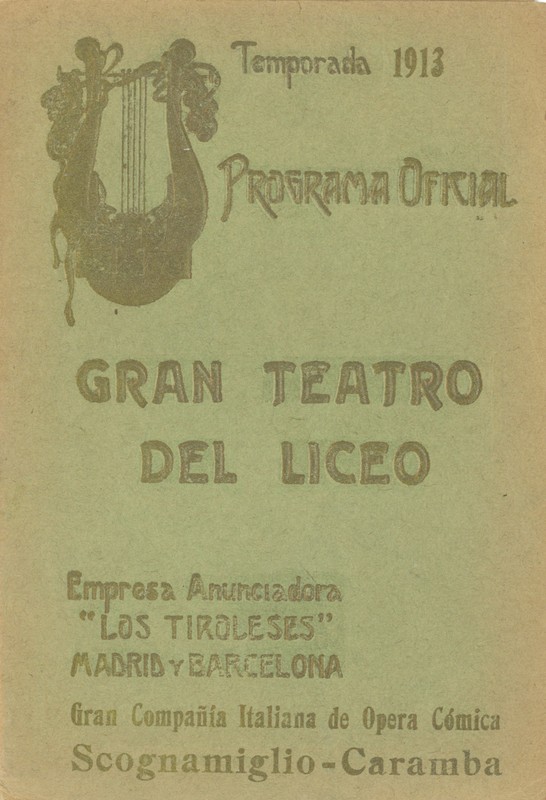 Temporada 1913
PROGRAMA OFICIAL
GRAN TEATRO
DEL LICEO
Empresa Anunciadora
"LOS TIROLESES"
MADRID Y BARCELONA
Gran Compañía Italiana de Opera Cómica
Scognamiglio-Caramba